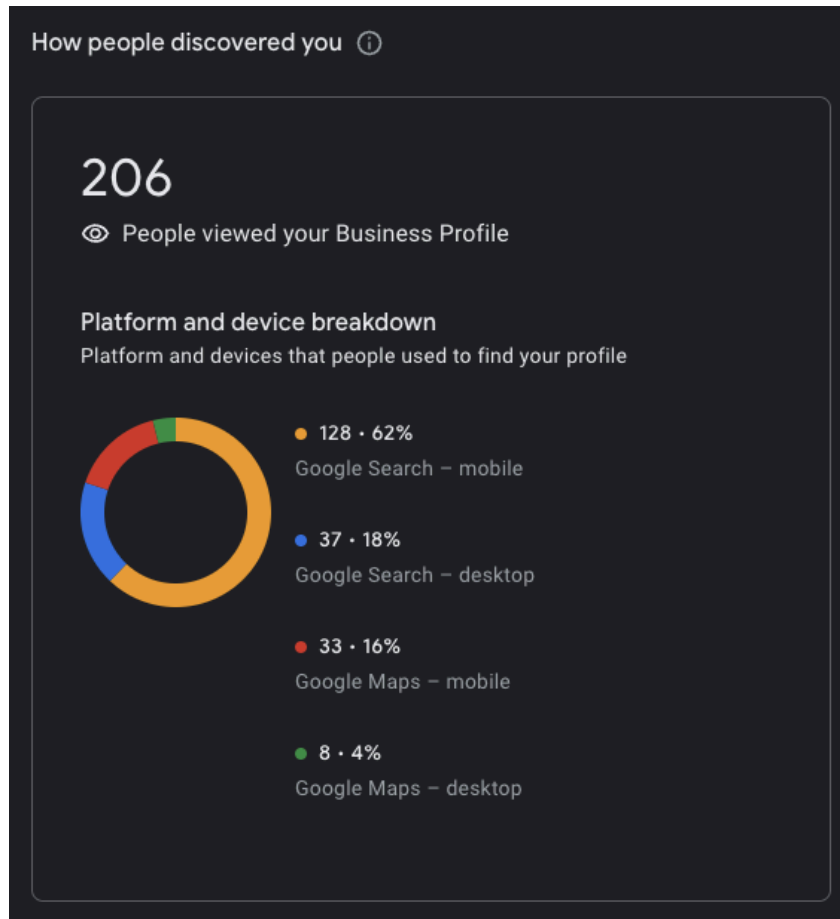 How people discovered you
206
People viewed your Business Profile
Platform and device breakdown
Platform and devices that people used to find your profile
128 · 62%
Google Search – mobile
37 · 18%
Google Search – desktop
33 · 16%
Google Maps – mobile
8 · 4%
Google Maps – desktop